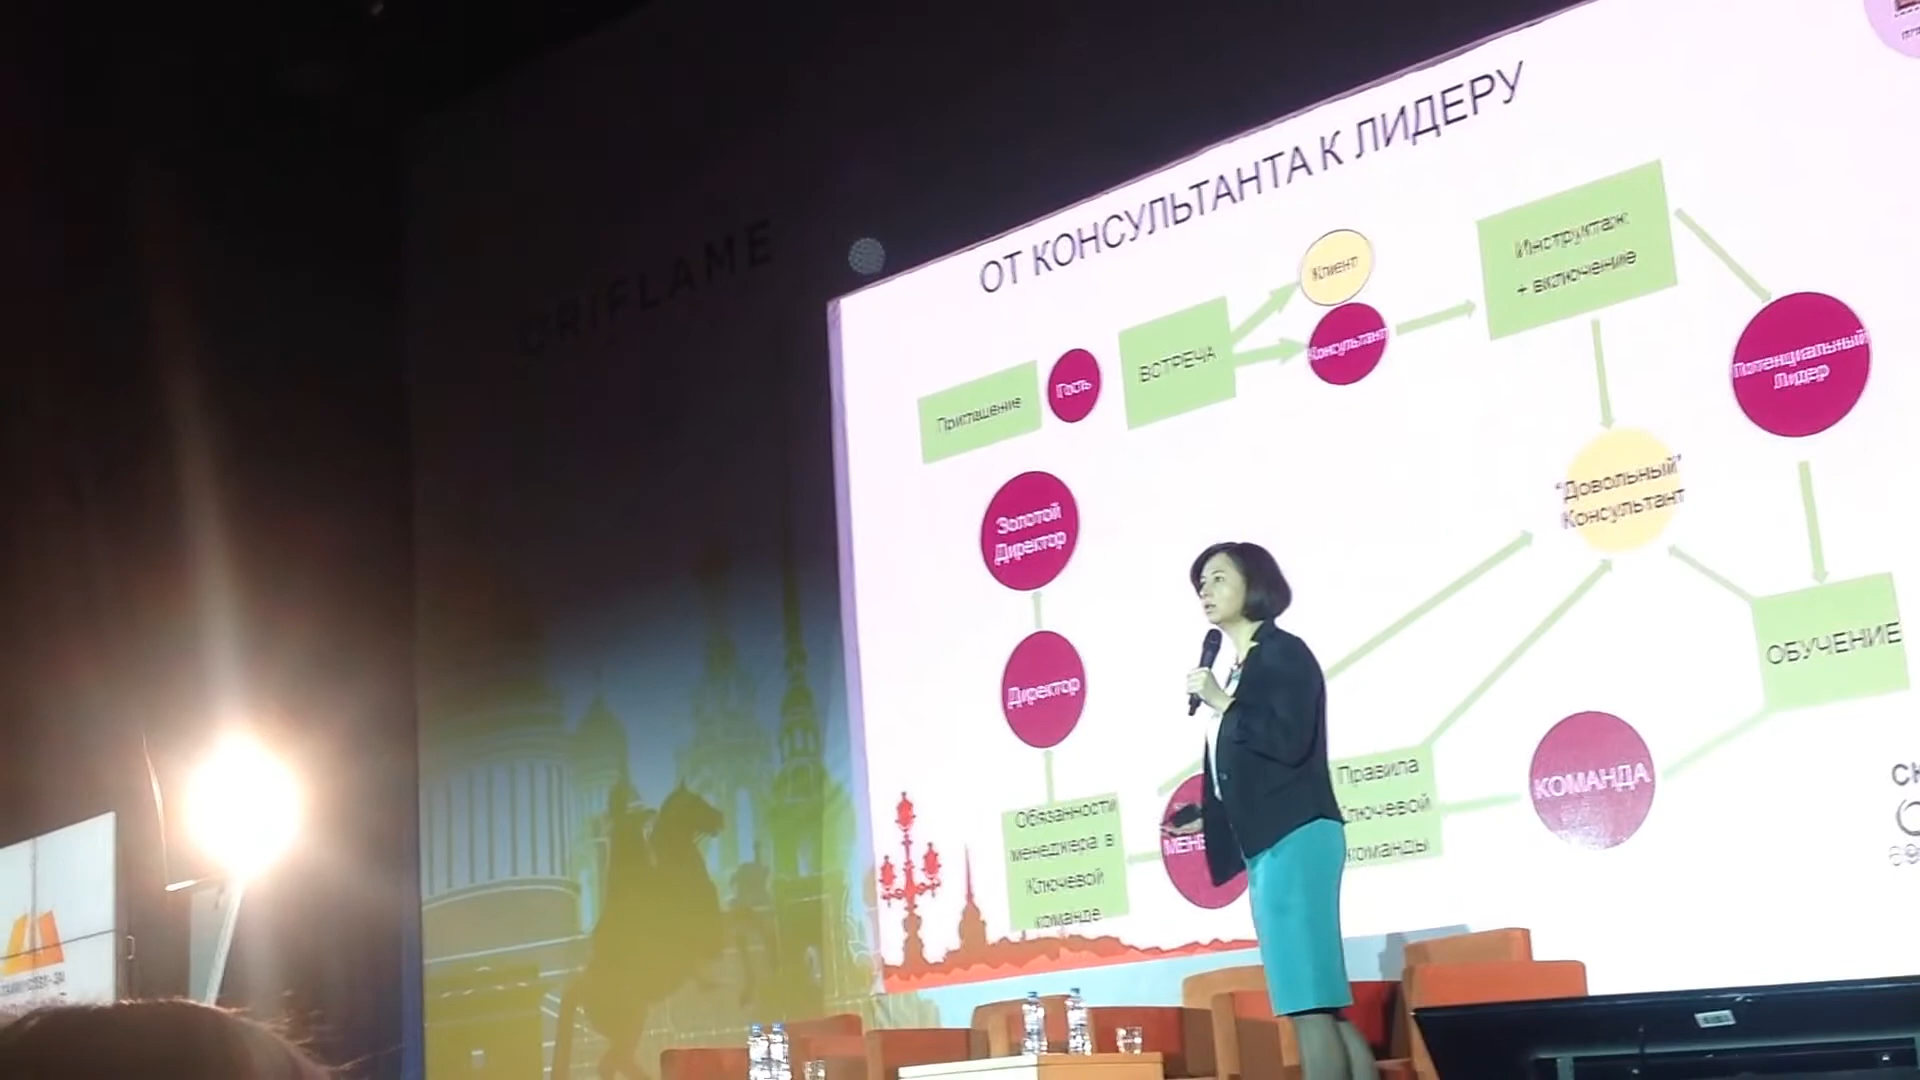 ORIFLAME
ОТ КОНСУЛЬТАНТА К ЛИДЕРУ
Приглашение
Гость
ВСТРЕЧА
Клиент
Консультант
Инструктаж
+ включение
Потенциальный
Лидер
"Довольный"
Консультант
Золотой
Директор
Директор
ОБУЧЕНИЕ
КОМАНДА
Правила
Ключевой
команды
МЕНЕ
Обязанности
менеджера в
Ключевой
команде